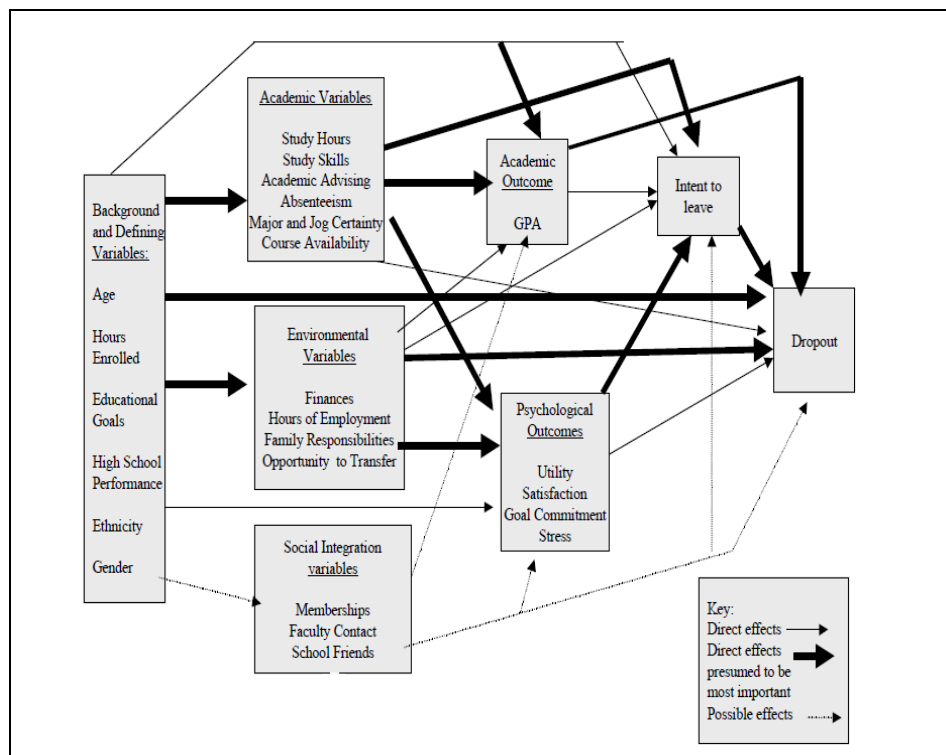 Background
and Defining
Variables:
Age
Hours
Enrolled
Educational
Goals
High School
Performance
Ethnicity
Gender
Academic Variables
Study Hours
Study Skills
Academic Advising
Absenteeism
Major and Jog Certainty
Course Availability
Environmental
Variables
Finances
Hours of Employment
Family Responsibilities
Opportunity to Transfer
Social Integration
variables
Memberships
Faculty Contact
School Friends
Academic
Outcome
GPA
Psychological
Outcomes
Utility
Satisfaction
Goal Commitment
Stress
Intent to
leave
Dropout
Key:
Direct effects
Direct effects
presumed to be
most important
Possible effects